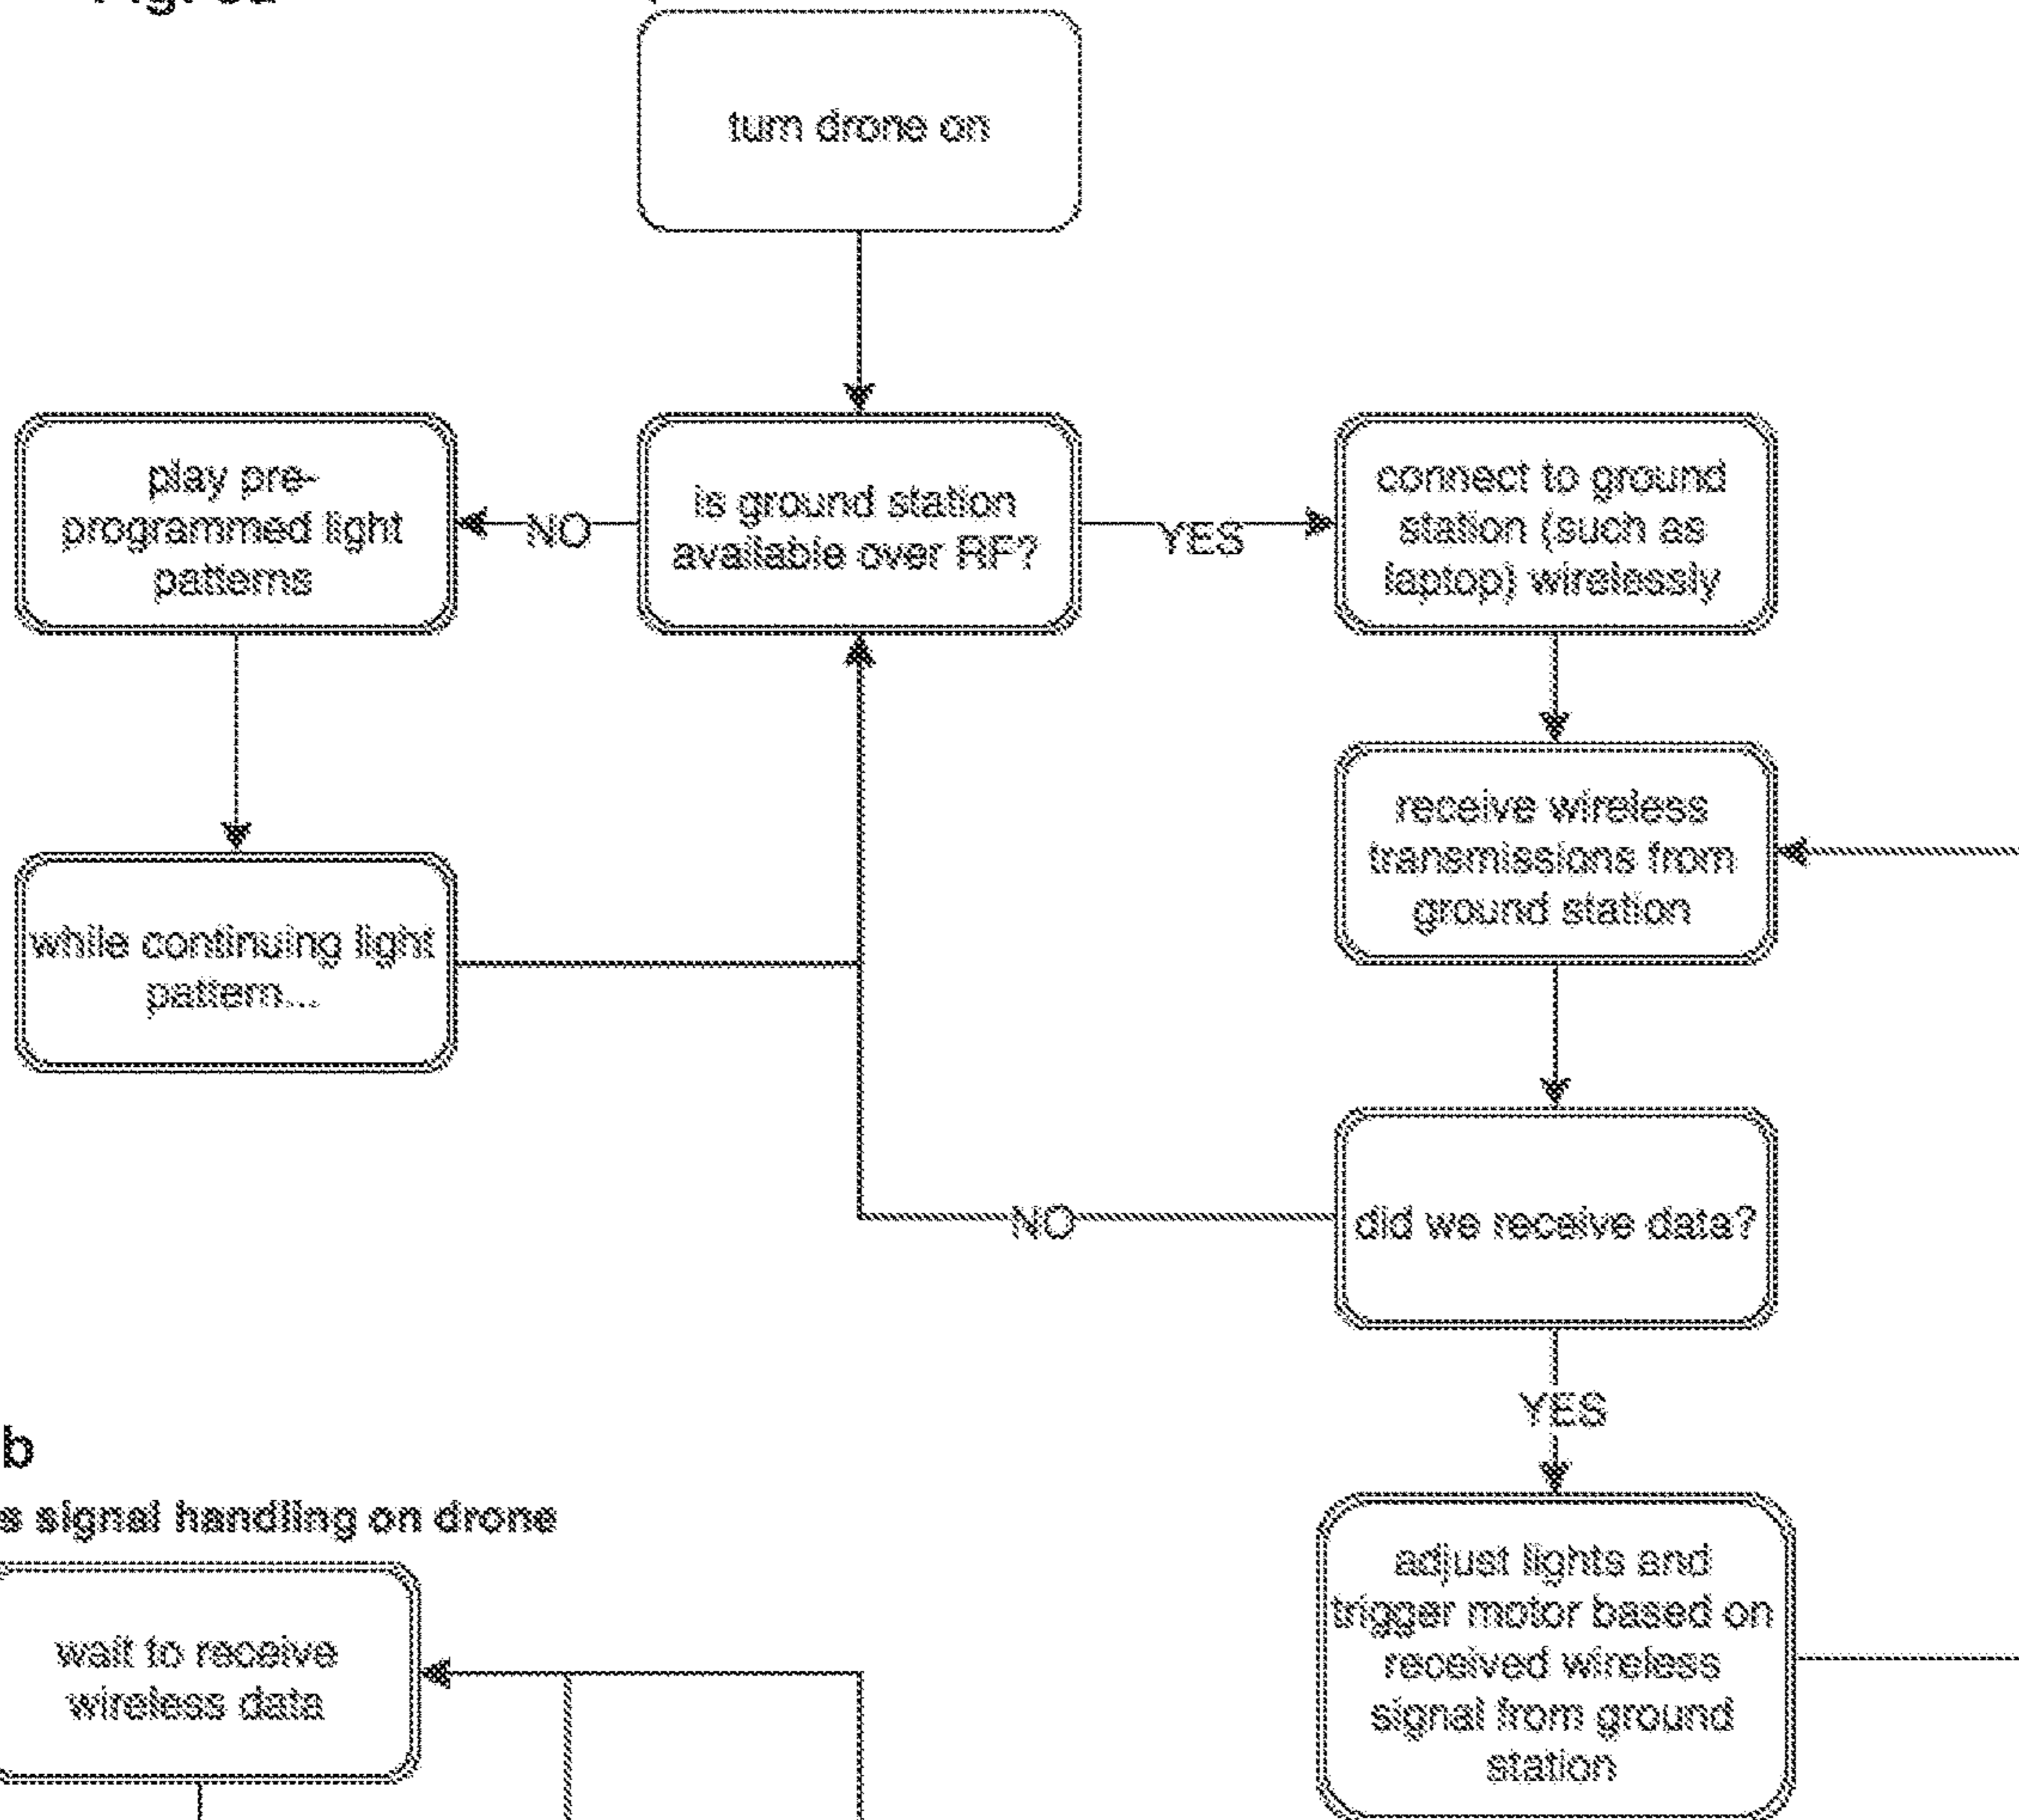 turn drone on
play pre-
programmed light
patterns
NO
is ground station
available over RF?
YES
connect to ground
station (such as
laptop) wirelessly
receive wireless
transmissions from
ground station
while continuing light
pattern...
NO
did we receive data?
YES
b
s signal handling on drone
wait to receive
wireless data
adjust lights and
trigger motor based on
received wireless
signal from ground
station